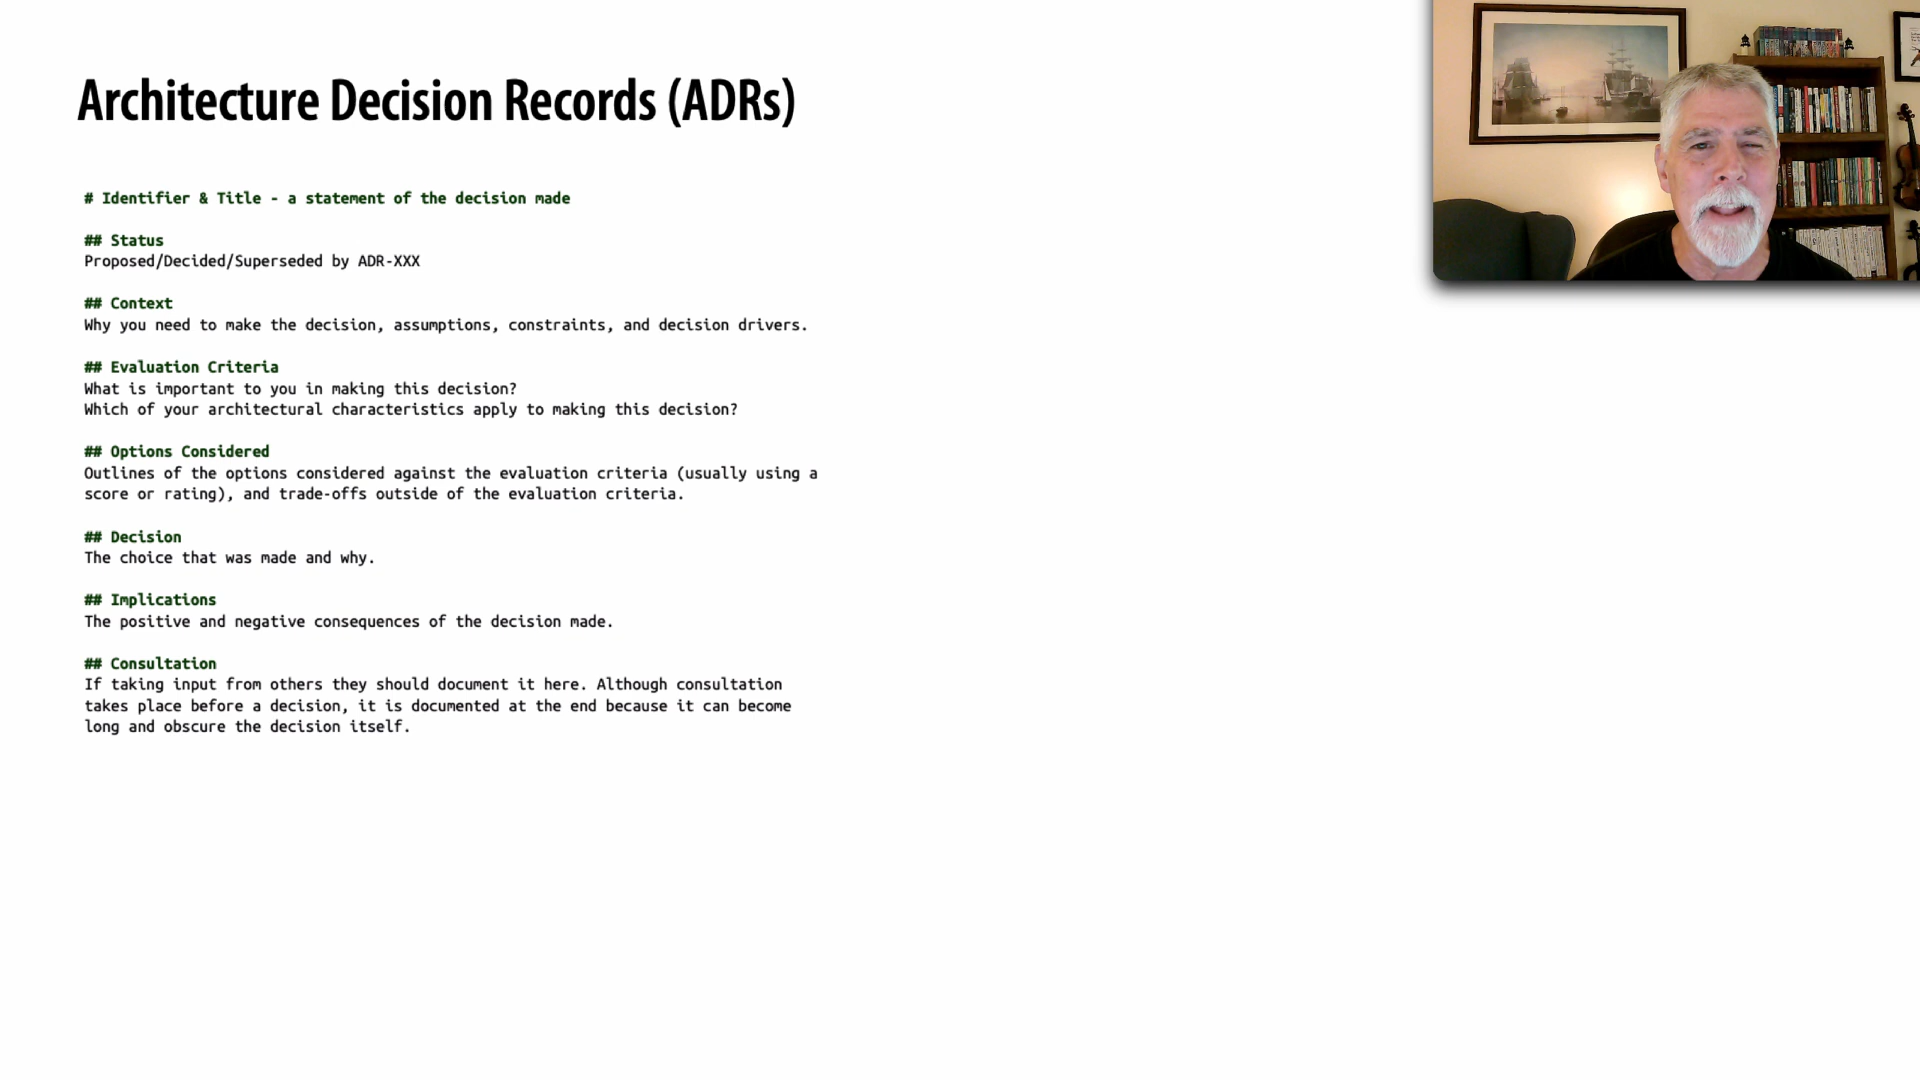 Architecture Decision Records (ADRs)
# Identifier & Title - a statement of the decision made
## Status
Proposed/Decided/Superseded by ADR-XXX
## Context
Why you need to make the decision, assumptions, constraints, and decision drivers.
## Evaluation Criteria
What is important to you in making this decision?
Which of your architectural characteristics apply to making this decision?
## Options Considered
Outlines of the options considered against the evaluation criteria (usually using a
score or rating), and trade-offs outside of the evaluation criteria.
## Decision
The choice that was made and why.
## Implications
The positive and negative consequences of the decision made.
## Consultation
If taking input from others they should document it here. Although consultation
takes place before a decision, it is documented at the end because it can become
long and obscure the decision itself.